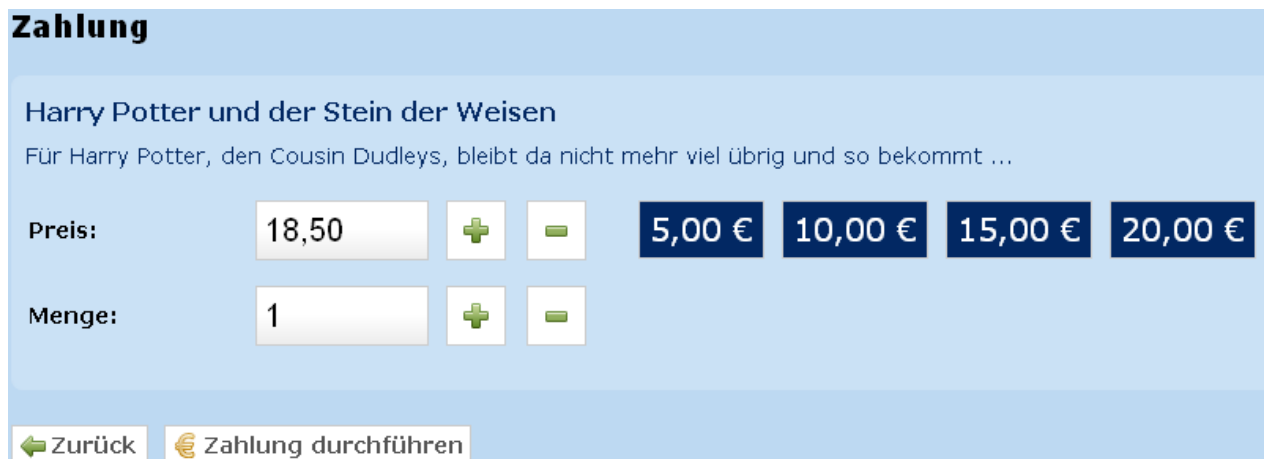 Zahlung
Harry Potter und der Stein der Weisen
Für Harry Potter, den Cousin Dudleys, bleibt da nicht mehr viel übrig und so bekommt ...
Preis: 18,50 5,00 € 10,00 € 15,00 € 20,00 €
Menge: 1
Zurück € Zahlung durchführen